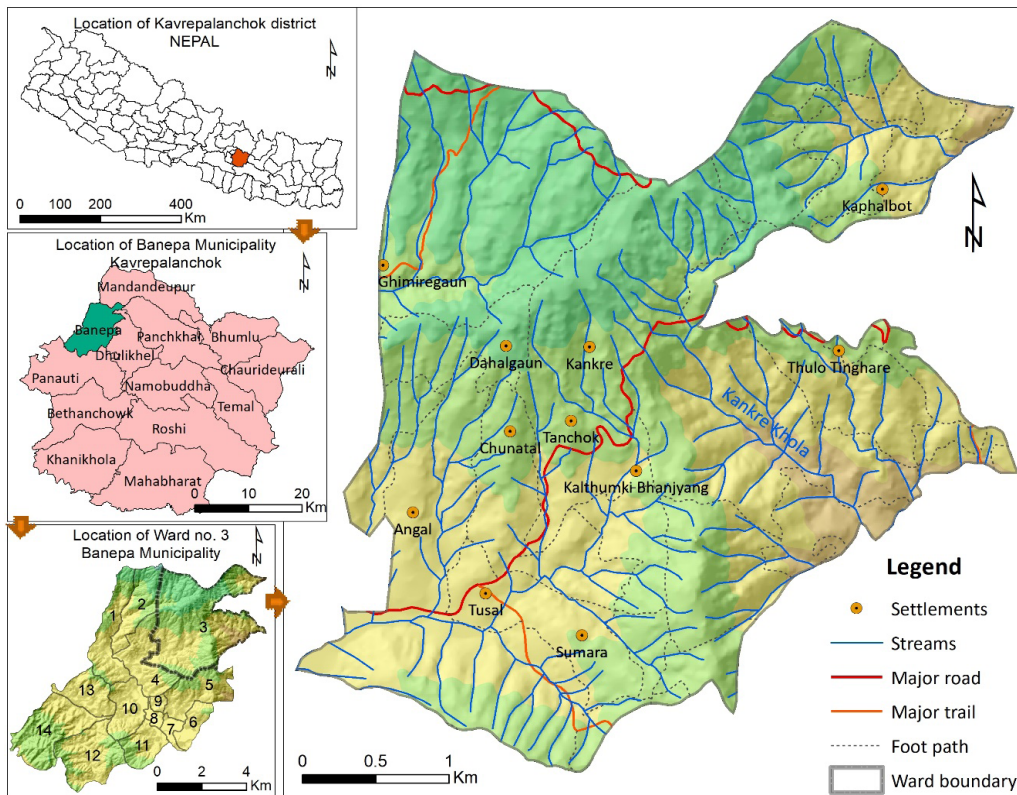 Location of Kavrepalanchok district
NEPAL
N
0 100 200 400
Km
Location of Banepa Municipality
Kavrepalanchok
N
Mandandeupur
Banepa
Panchkhal
Bhumlu
Dhulikhel
Chaurideurali
Panauti
Namobuddha
Bethanchowk
Temal
Roshi
Khanikhola
Mahabharat
0 10 20
Km
Location of Ward no. 3
Banepa Municipality
N
1
2
3
4
5
13
10
9
8
7
6
14
12
11
0 2 4
Km
N
Kaphalbot
Ghimiregaun
Dahalgaun
Kankre
Thulo Tinghare
Kankre Khola
Chunatal
Tanchok
Kalthumki Bhanjyang
Angal
Tusal
Sumara
0 0.5 1
Km
Legend
Settlements
Streams
Major road
Major trail
Foot path
Ward boundary